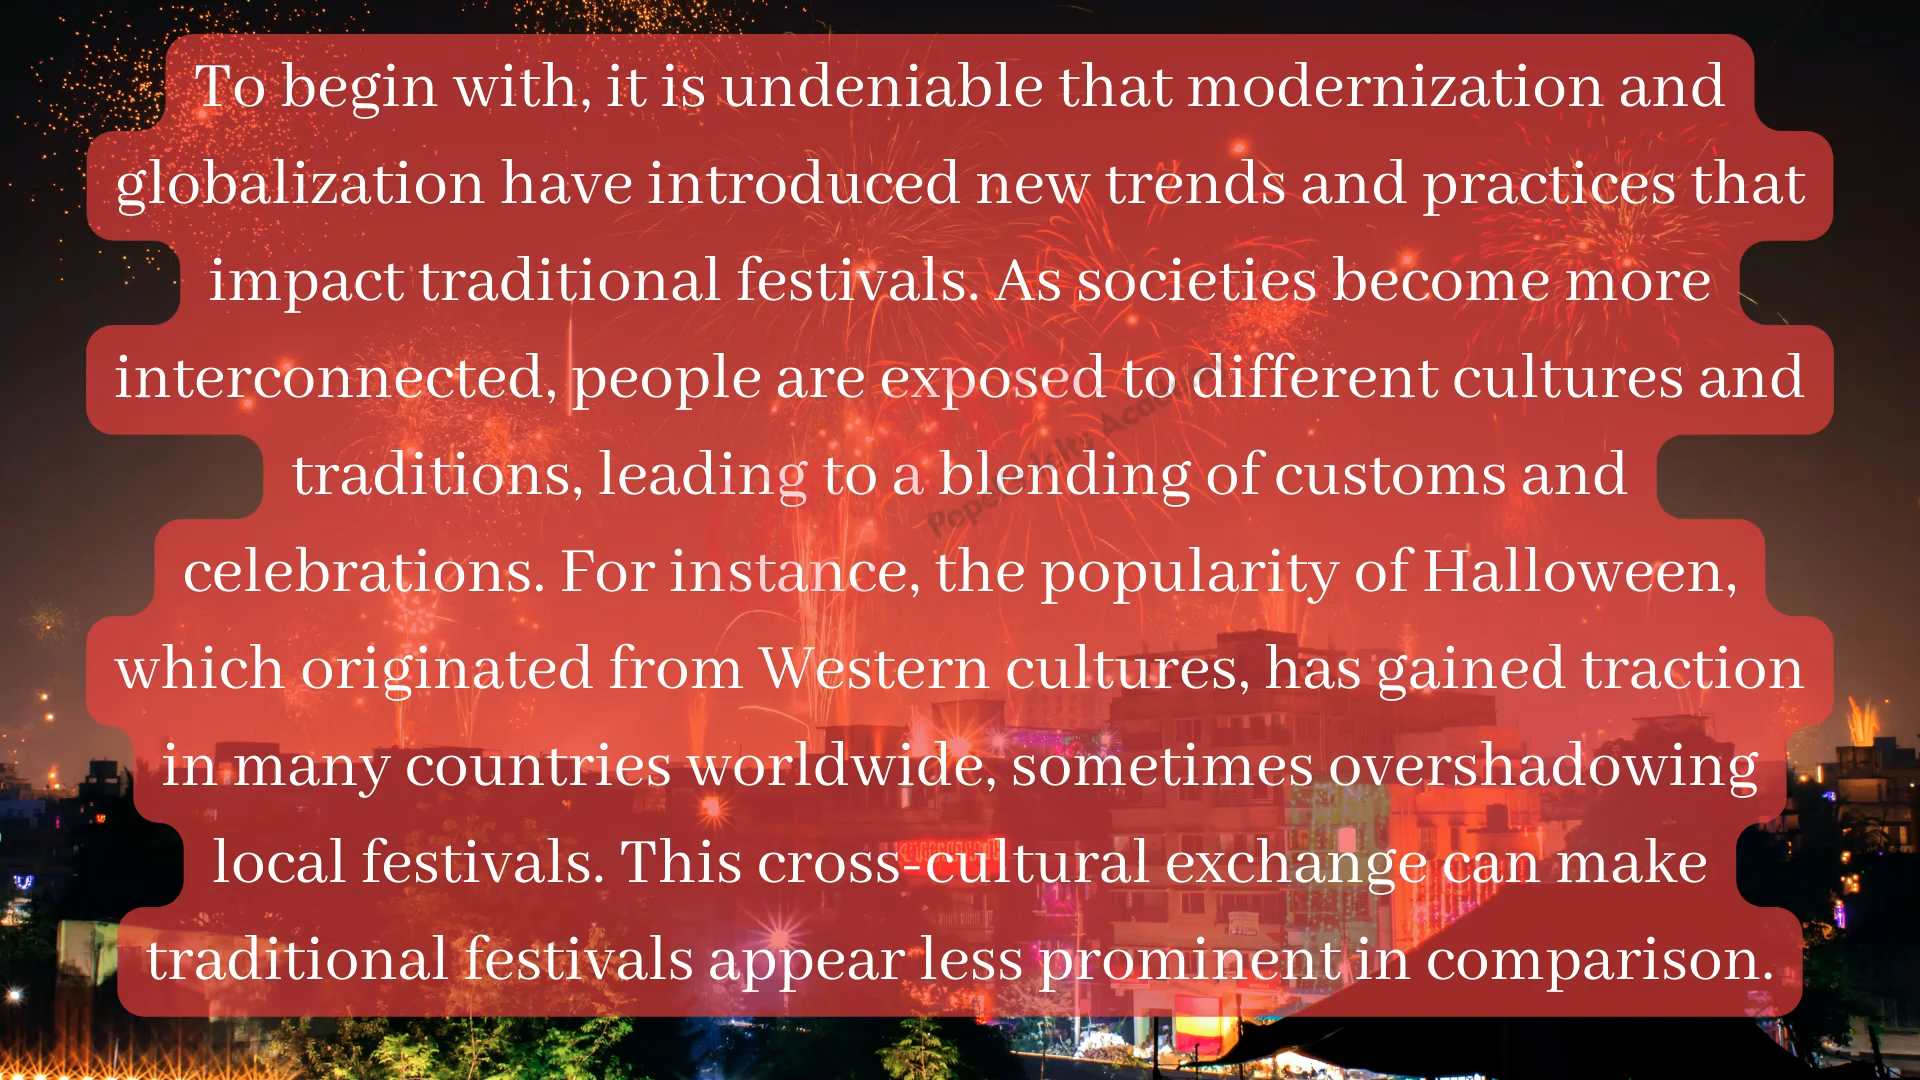 To begin with, it is undeniable that modernization and
globalization have introduced new trends and practices that
impact traditional festivals. As societies become more
interconnected, people are exposed to different cultures and
traditions, leading to a blending of customs and
celebrations. For instance, the popularity of Halloween,
which originated from Western cultures, has gained traction
in many countries worldwide, sometimes overshadowing
local festivals. This cross-cultural exchange can make
traditional festivals appear less prominent in comparison.